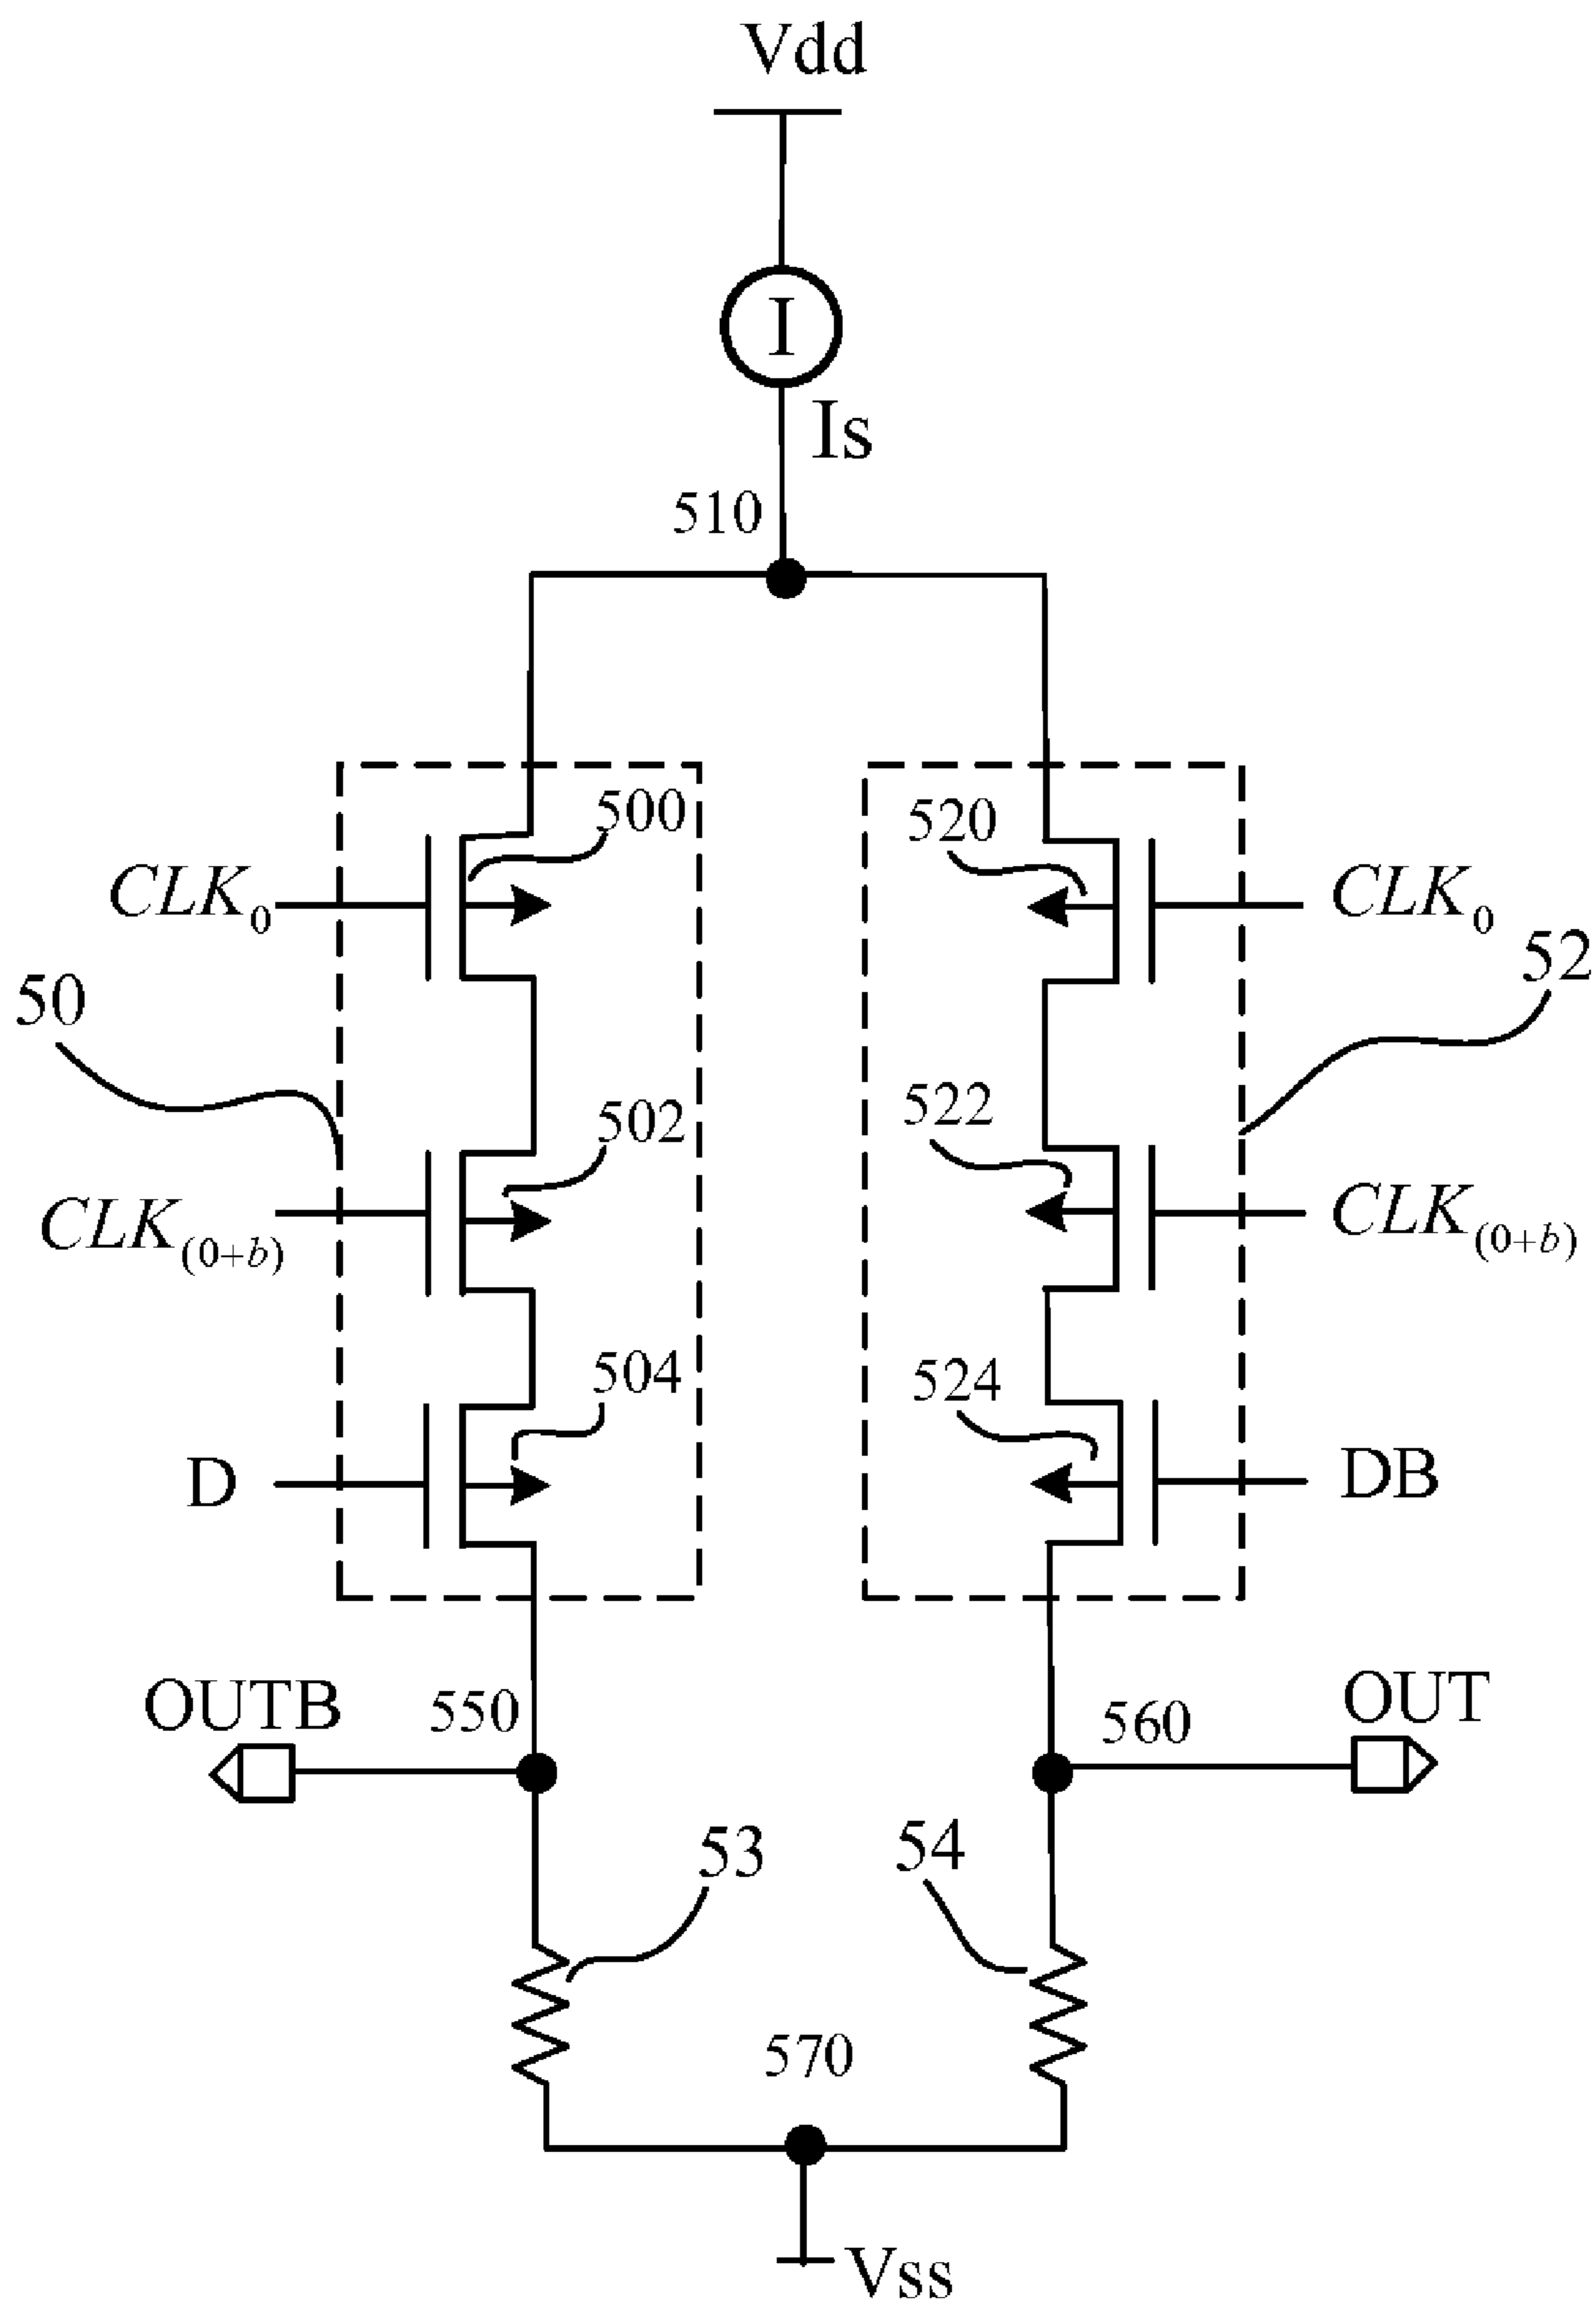 Vdd
I
Is
510
500
520
CLK0
CLK0
50
52
502
522
CLK(0+b)
CLK(0+b)
504
524
D
DB
OUTB
550
560
OUT
53
54
570
Vss